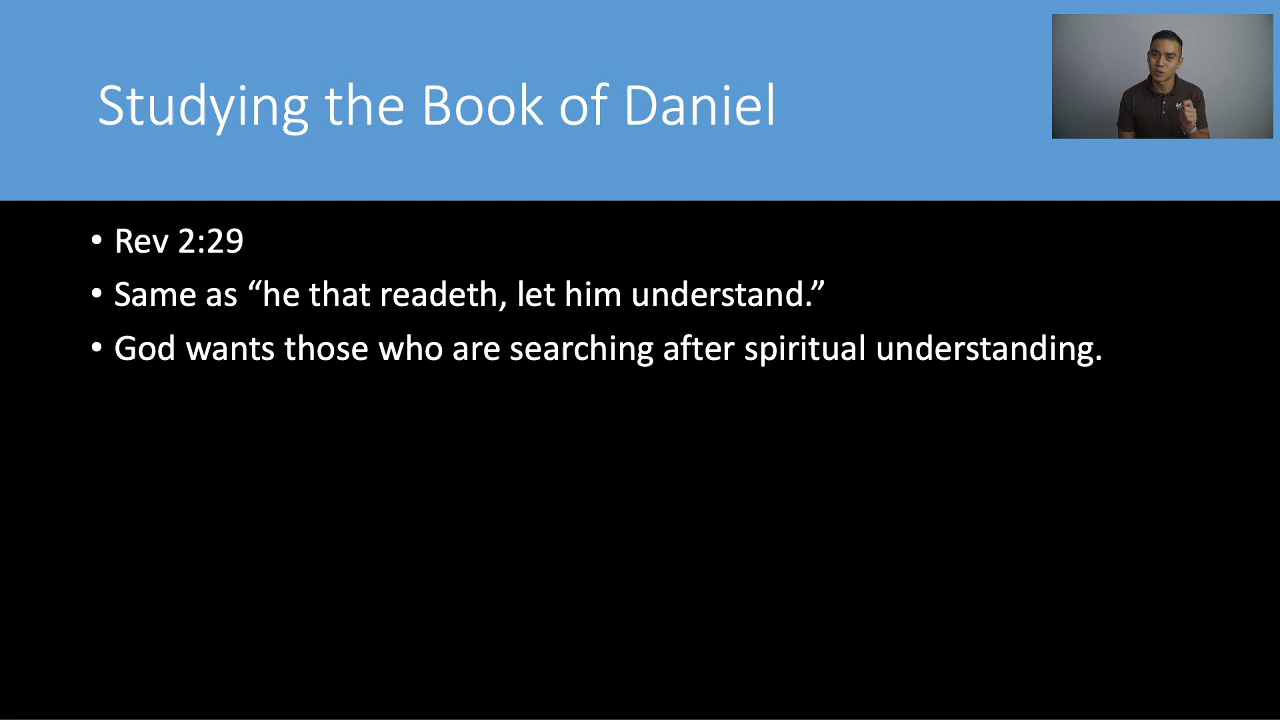 Studying the Book of Daniel
• Rev 2:29
• Same as “he that readeth, let him understand.”
• God wants those who are searching after spiritual understanding.